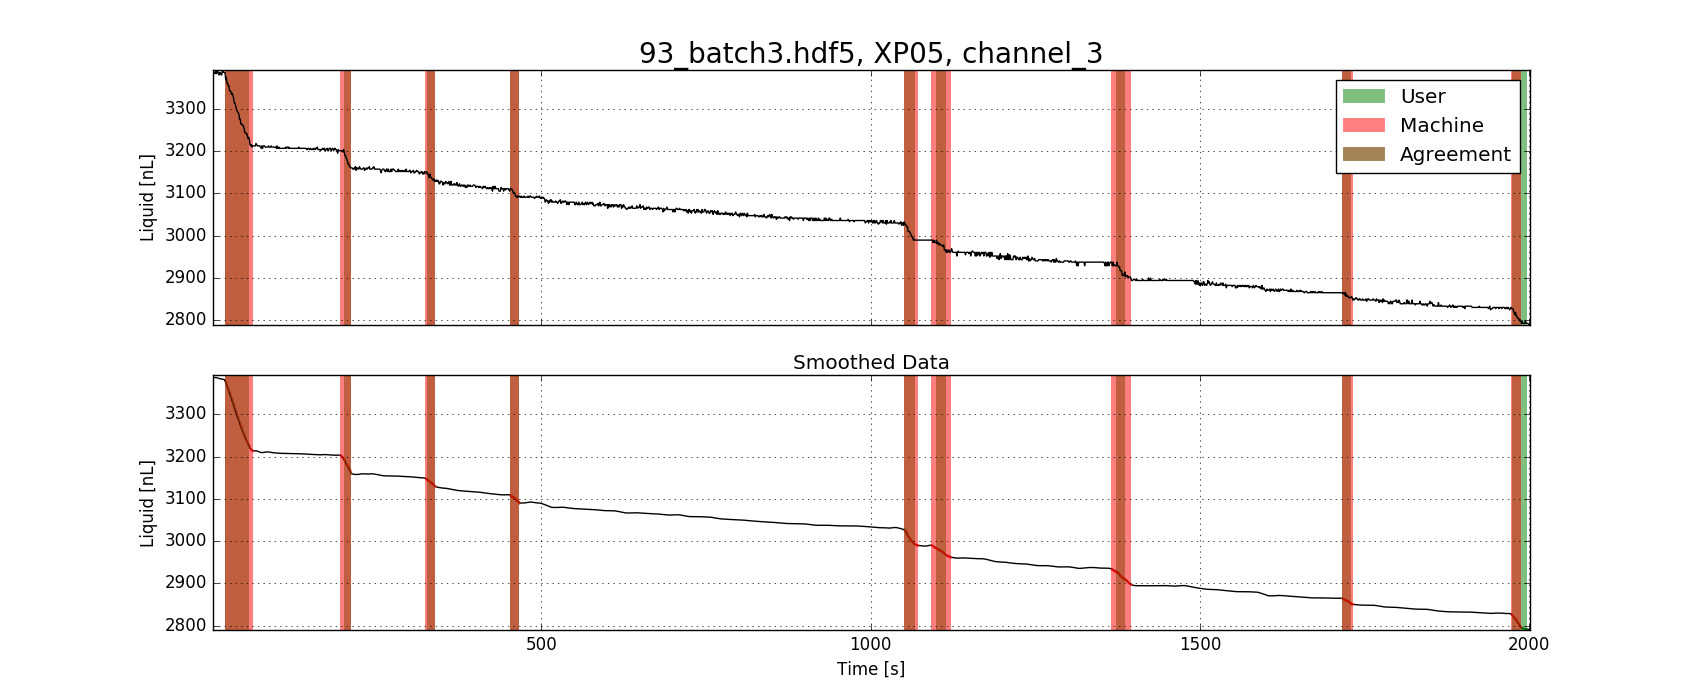 93_batch3.hdf5, XP05, channel_3
Liquid [nL]
3300
3200
3100
3000
2900
2800
User
Machine
Agreement
Smoothed Data
Liquid [nL]
3300
3200
3100
3000
2900
2800
500 1000 1500 2000
Time [s]